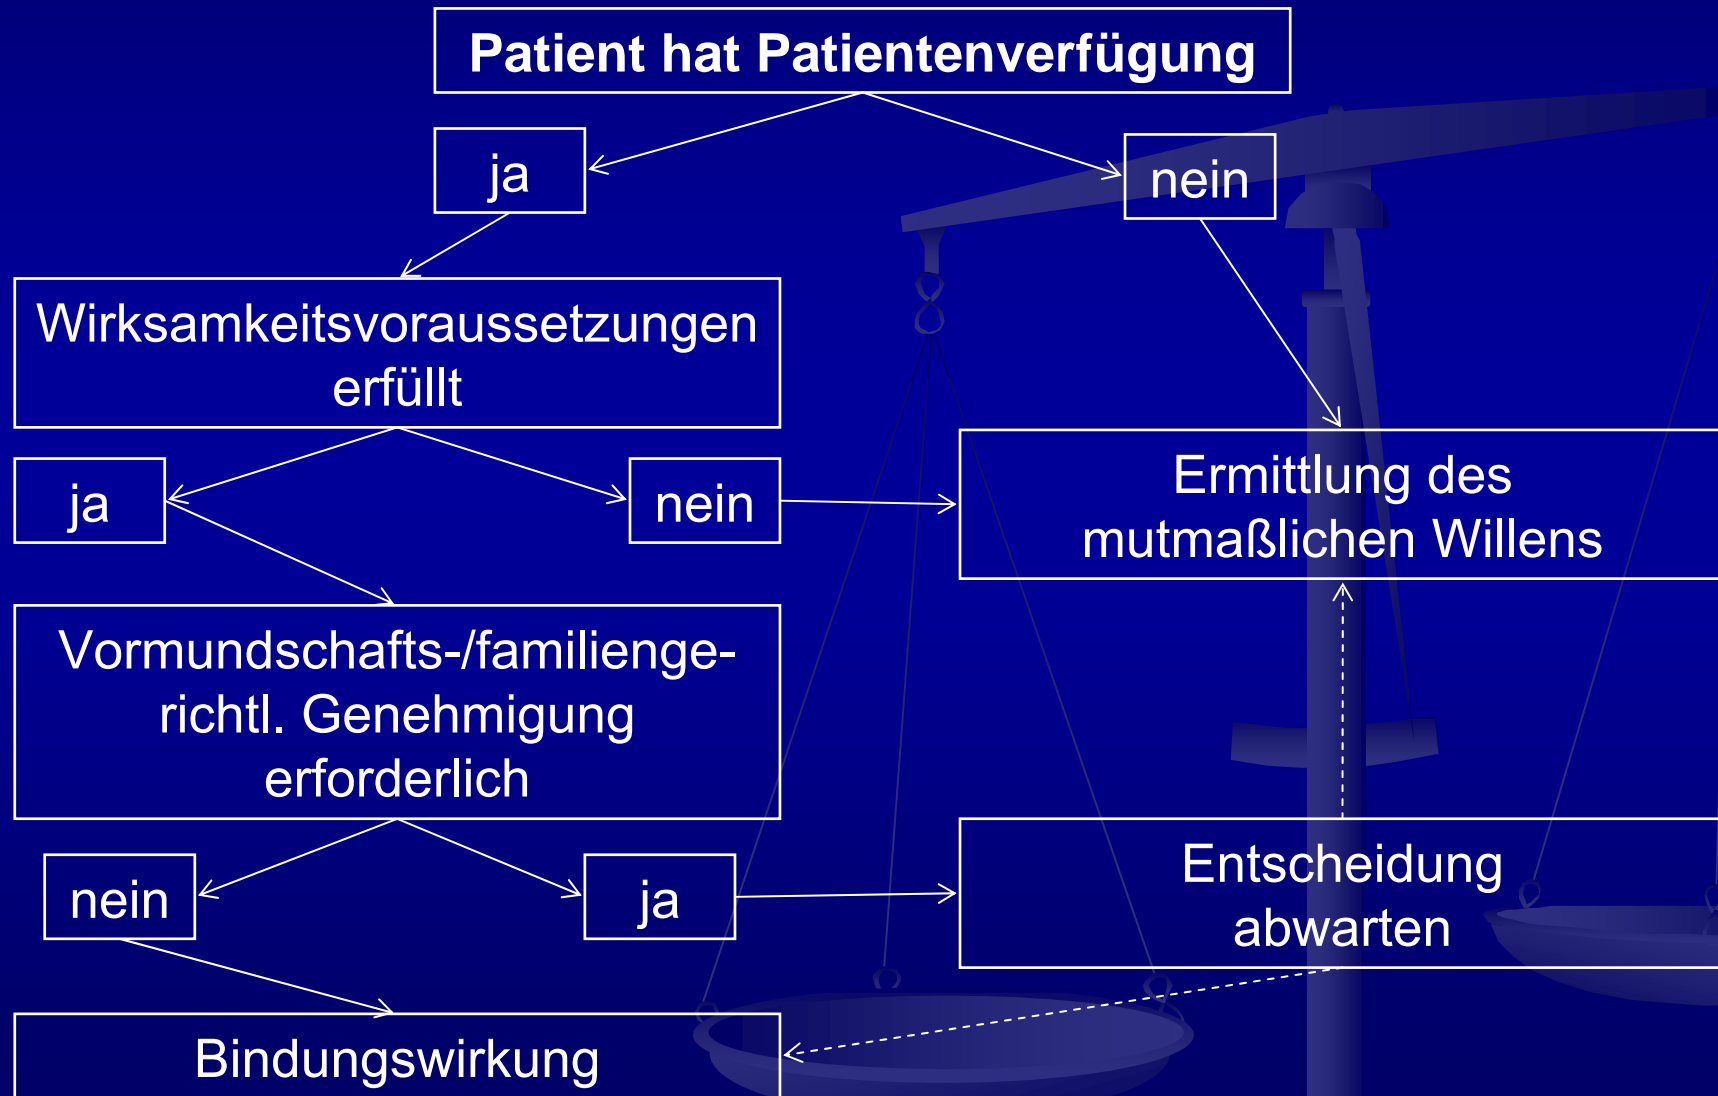 Patient hat Patientenverfügung
ja
nein
Wirksamkeitsvoraussetzungen
erfüllt
ja
nein
Ermittlung des
mutmaßlichen Willens
Vormundschafts-/familienge-
richtl. Genehmigung
erforderlich
nein
ja
Entscheidung
abwarten
Bindungswirkung